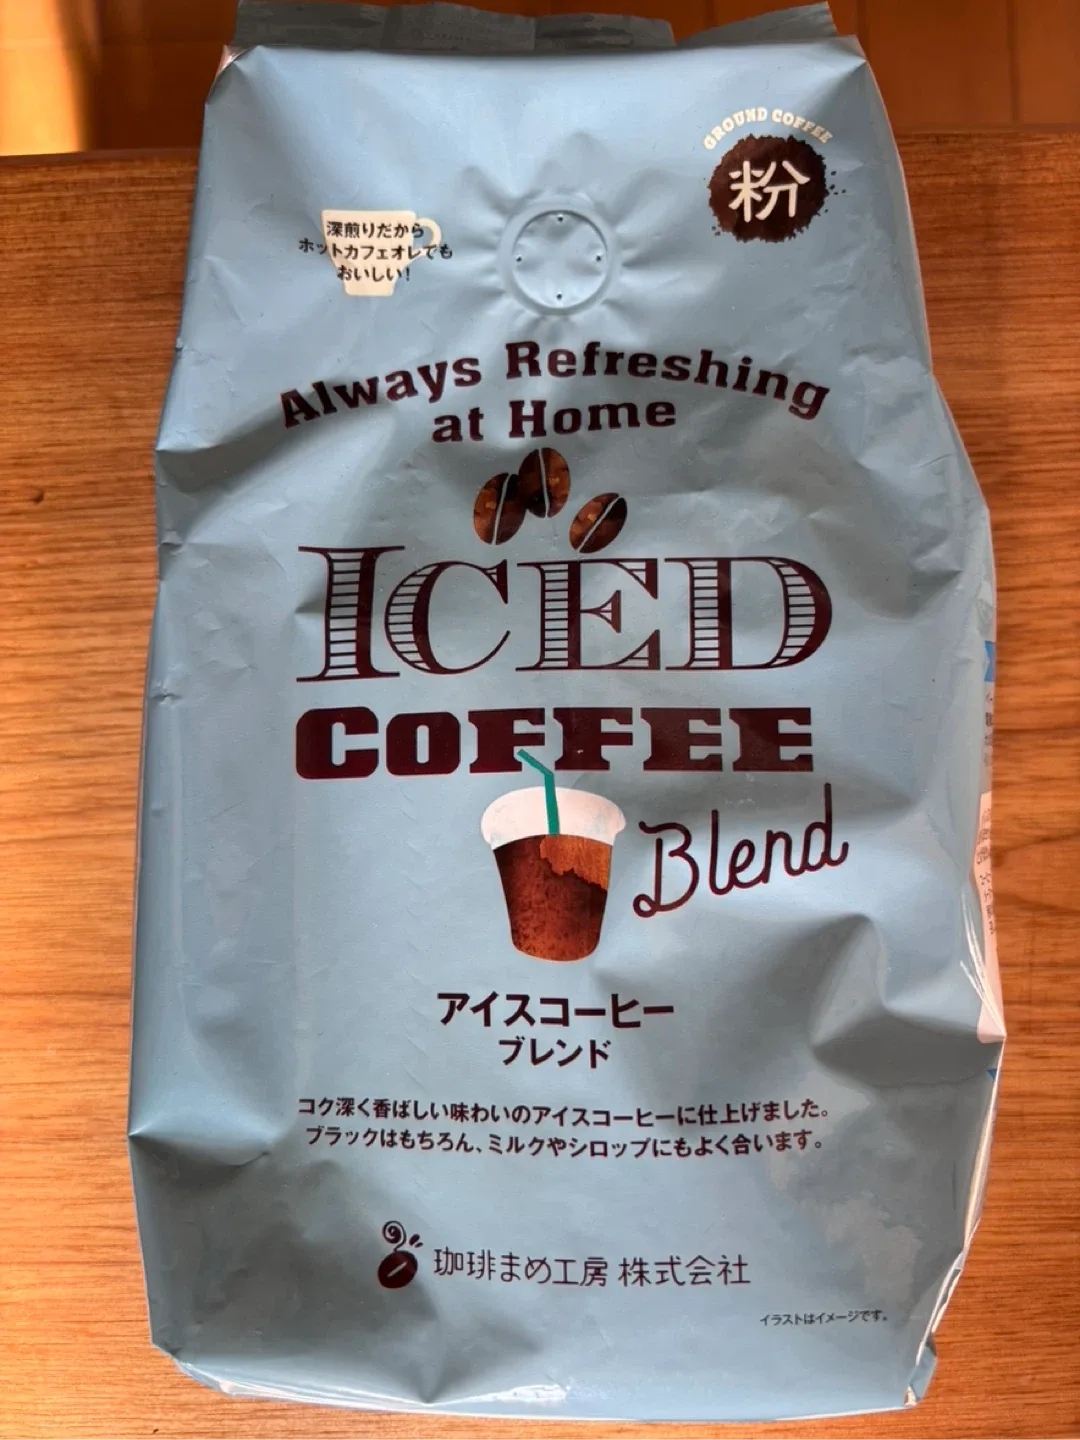 GROUND COFFEE
粉
深煎りだから
ホットカフェオレでも
おいしい!
Always Refreshing
at Home
ICED
COFFEE
Blend
アイスコーヒー
ブレンド
コク深く香ばしい味わいのアイスコーヒーに仕上げました。
ブラックはもちろん、ミルクやシロップにもよく合います。
珈琲まめ工房 株式会社
イラストはイメージです。